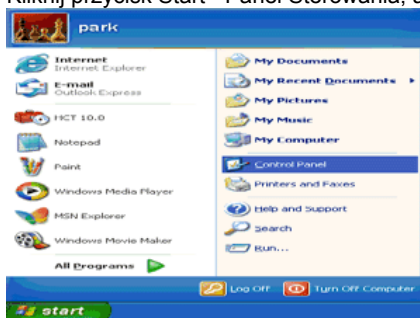 Kliknij przycisk Start - Panel Sterowania,
park
Internet
Internet Explorer
E-mail
Outlook Express
HCT 10.0
Notepad
Paint
Windows Media Player
MSN Explorer
Windows Movie Maker
All Programs
My Documents
My Recent Documents
My Pictures
My Music
My Computer
Control Panel
Printers and Faxes
Help and Support
Search
Run...
Log Off
Turn Off Computer
start